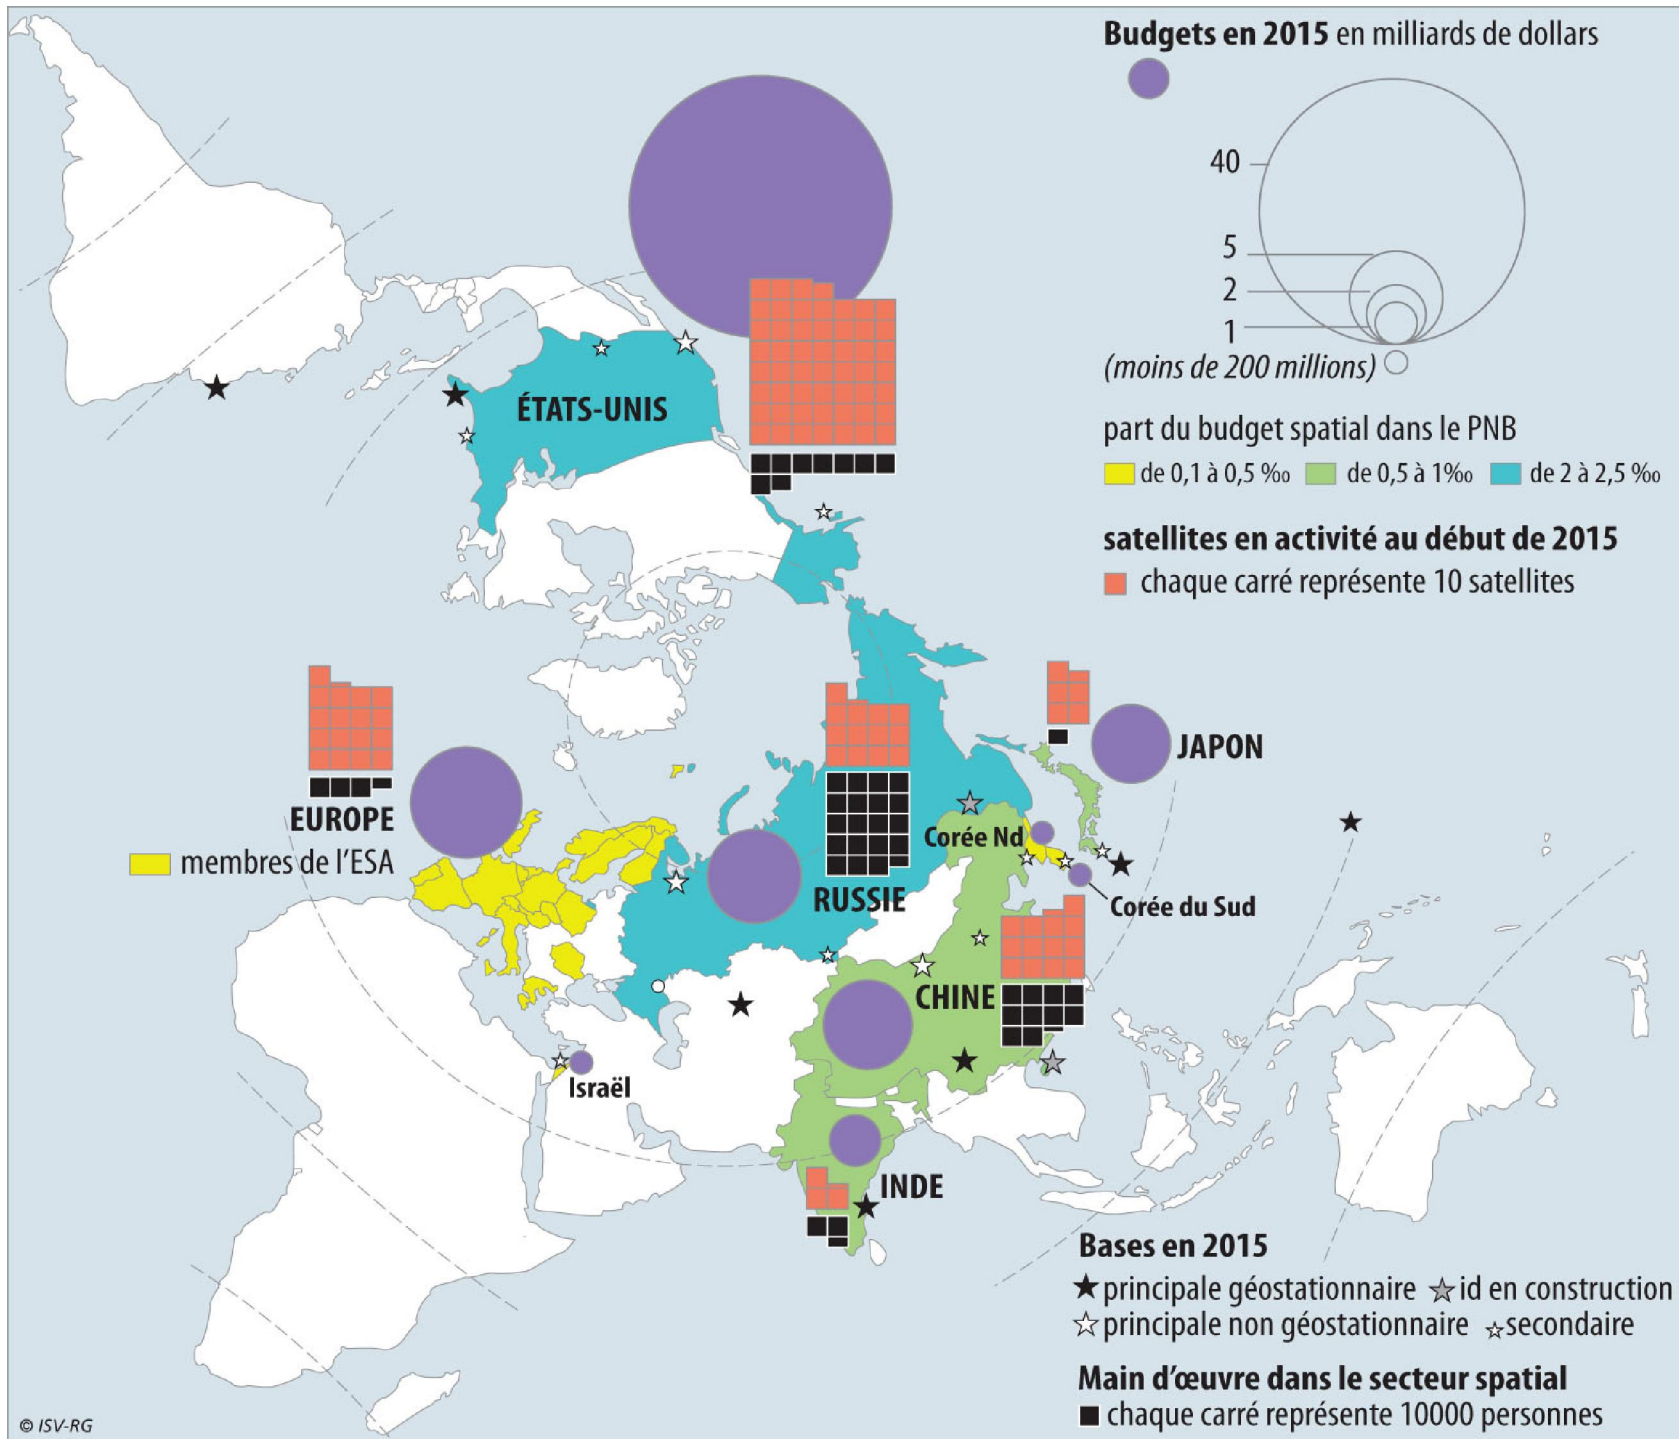 Budgets en 2015 en milliards de dollars
40
5
2
1
(moins de 200 millions)
part du budget spatial dans le PNB
de 0,1 à 0,5 ‰ de 0,5 à 1‰ de 2 à 2,5 ‰
satellites en activité au début de 2015
chaque carré représente 10 satellites
ÉTATS-UNIS
JAPON
EUROPE
membres de l'ESA
Corée Nd
RUSSIE
Corée du Sud
CHINE
Israël
INDE
Bases en 2015
principale géostationnaire id en construction
principale non géostationnaire secondaire
Main d'œuvre dans le secteur spatial
chaque carré représente 10000 personnes
© ISV-RG